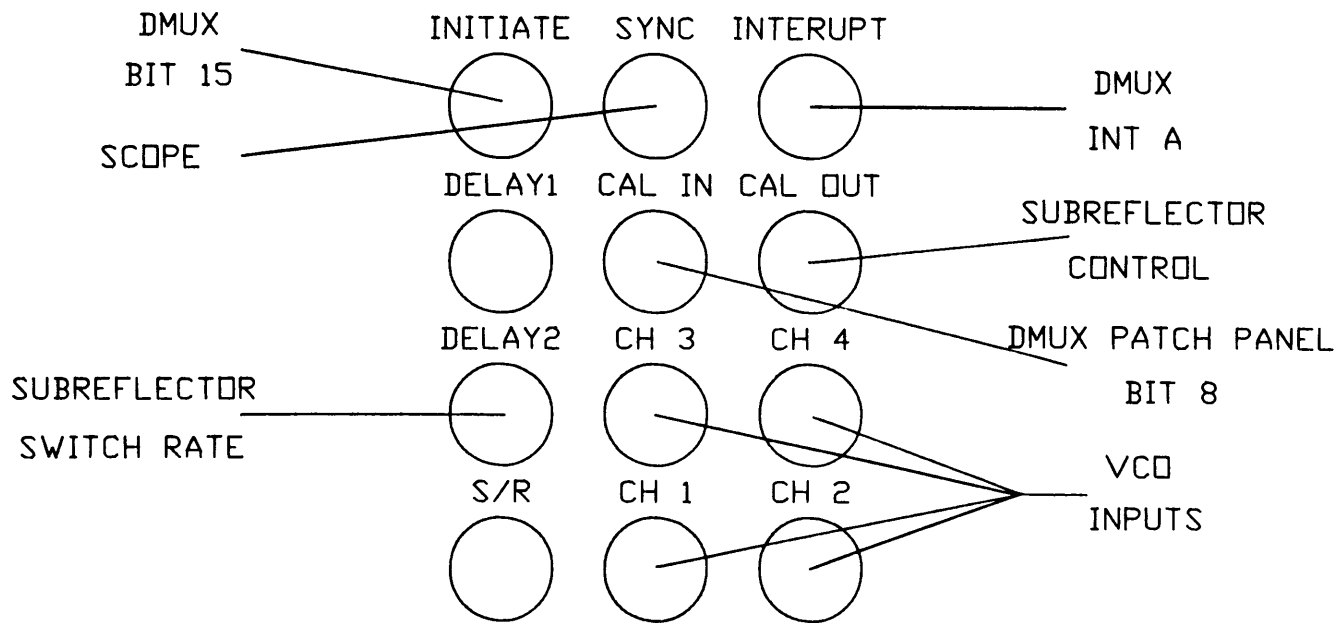 DMUX
BIT 15
INITIATE SYNC INTERUPT
DMUX
INT A
SCOPE
DELAY1 CAL IN CAL OUT
SUBREFLECTOR
CONTROL
DELAY2 CH 3 CH 4
DMUX PATCH PANEL
BIT 8
SUBREFLECTOR
SWITCH RATE
S/R CH 1 CH 2
VCO
INPUTS